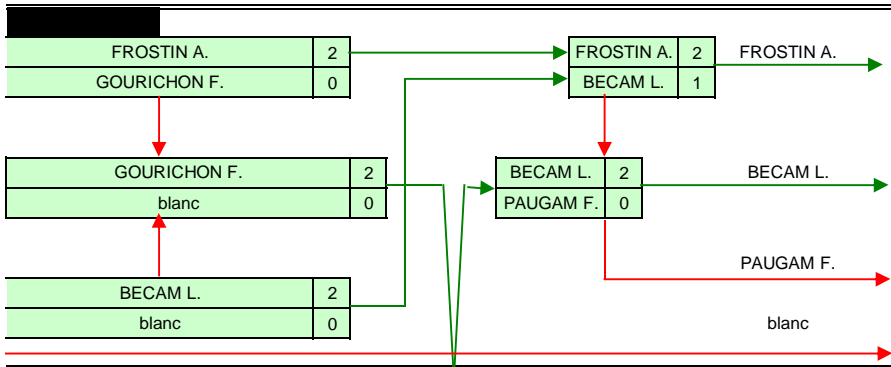 FROSTIN A. 2 FROSTIN A. 2 FROSTIN A.
GOURICHON F. 0 BECAM L. 1
GOURICHON F. 2 BECAM L. 2 BECAM L.
blanc 0 PAUGAM F. 0
PAUGAM F.
BECAM L. 2
blanc 0 blanc